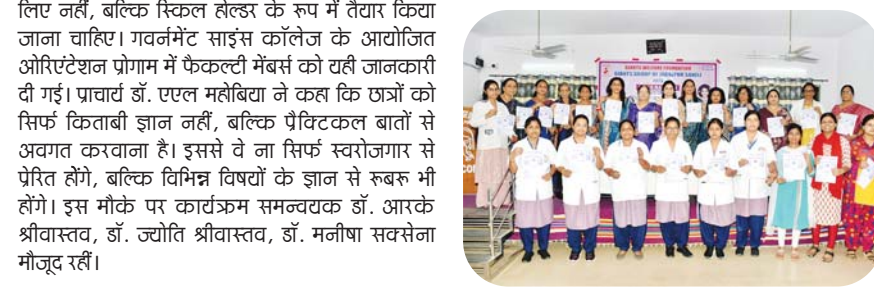 लिए नहीं, बल्कि स्किल होल्डर के रूप में तैयार किया
जाना चाहिए। गवर्नमेंट साइंस कॉलेज के आयोजित
ओरिएंटेशन प्रोगाम में फैकल्टी मेंबर्स को यही जानकारी
दी गई। प्राचार्य डॉ. एएल महोबिया ने कहा कि छात्रों को
सिर्फ किताबी ज्ञान नहीं, बल्कि प्रैक्टिकल बातों से
अवगत करवाना है। इससे वे ना सिर्फ स्वरोजगार से
प्रेरित होंगे, बल्कि विभिन्न विषयों के ज्ञान से रूबरू भी
होंगे। इस मौके पर कार्यक्रम समन्वयक डॉ. आरके
श्रीवास्तव, डॉ. ज्योति श्रीवास्तव, डॉ. मनीषा सक्सेना
मौजूद रहीं।
WELFARE FOUNDATION